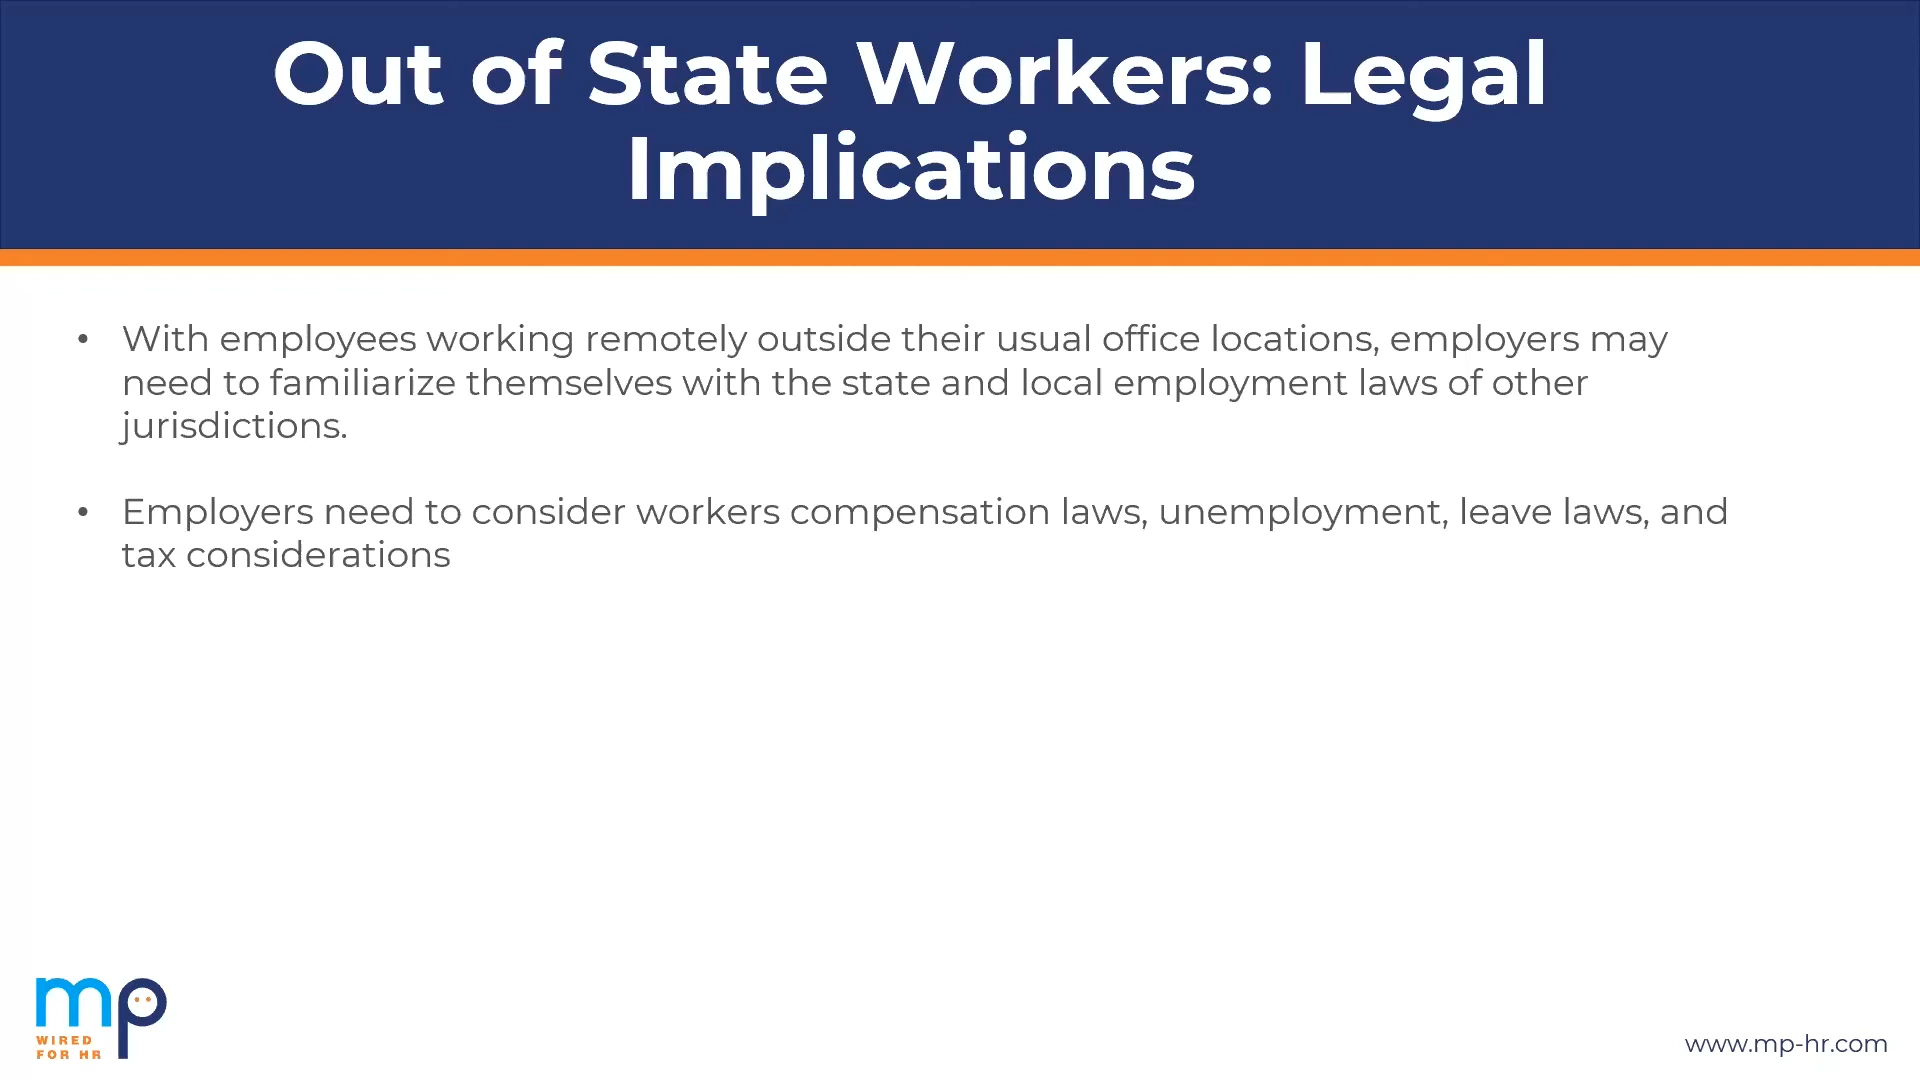 Out of State Workers: Legal
Implications
• With employees working remotely outside their usual office locations, employers may
need to familiarize themselves with the state and local employment laws of other
jurisdictions.
• Employers need to consider workers compensation laws, unemployment, leave laws, and
tax considerations
mp
WIRED
FOR HR
www.mp-hr.com